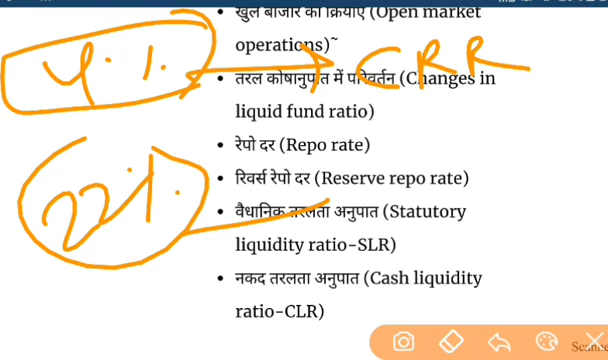 खुले बाजार की क्रियाएं (Open market
operations)~
4% → CRR
तरल कोषानुपात में परिवर्तन (Changes in
liquid fund ratio)
रेपो दर (Repo rate)
रिवर्स रेपो दर (Reserve repo rate)
22%
वैधानिक तरलता अनुपात (Statutory
liquidity ratio-SLR)
नकद तरलता अनुपात (Cash liquidity
ratio-CLR)